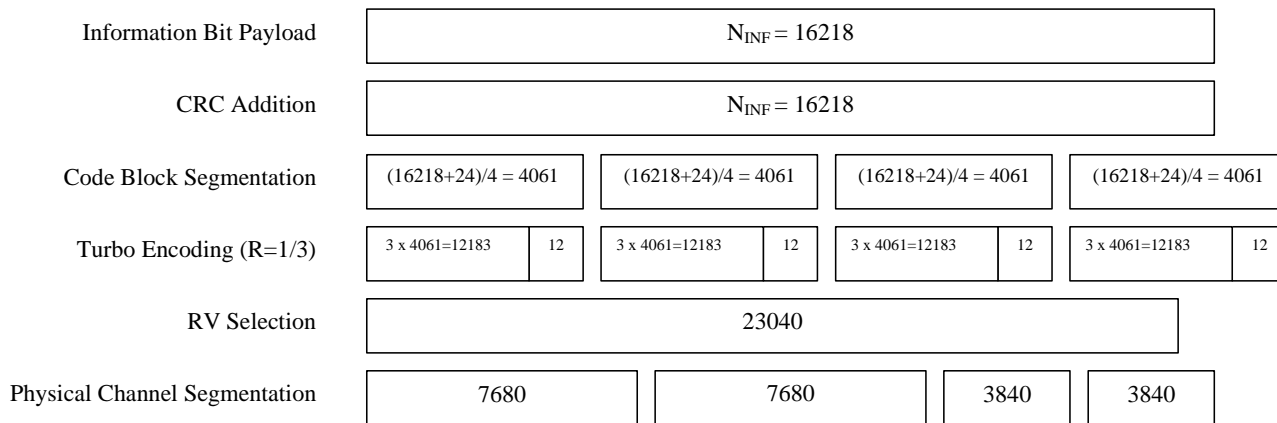 Information Bit Payload N_INF = 16218
CRC Addition N_INF = 16218
Code Block Segmentation (16218+24)/4 = 4061 (16218+24)/4 = 4061 (16218+24)/4 = 4061 (16218+24)/4 = 4061
Turbo Encoding (R=1/3) 3 x 4061=12183 12 3 x 4061=12183 12 3 x 4061=12183 12 3 x 4061=12183 12
RV Selection 23040
Physical Channel Segmentation 7680 7680 3840 3840